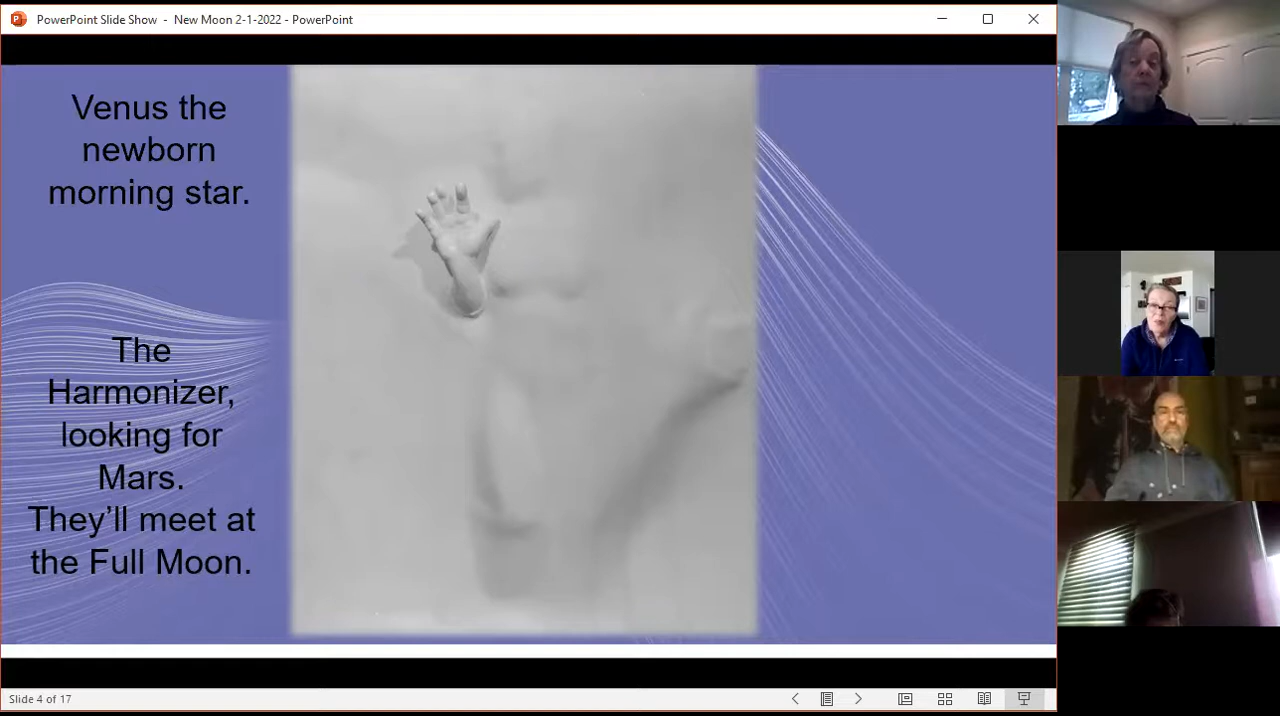 PowerPoint Slide Show - New Moon 2-1-2022 - PowerPoint
Venus the
newborn
morning star.
The
Harmonizer,
looking for
Mars.
They'll meet at
the Full Moon.
Slide 4 of 17